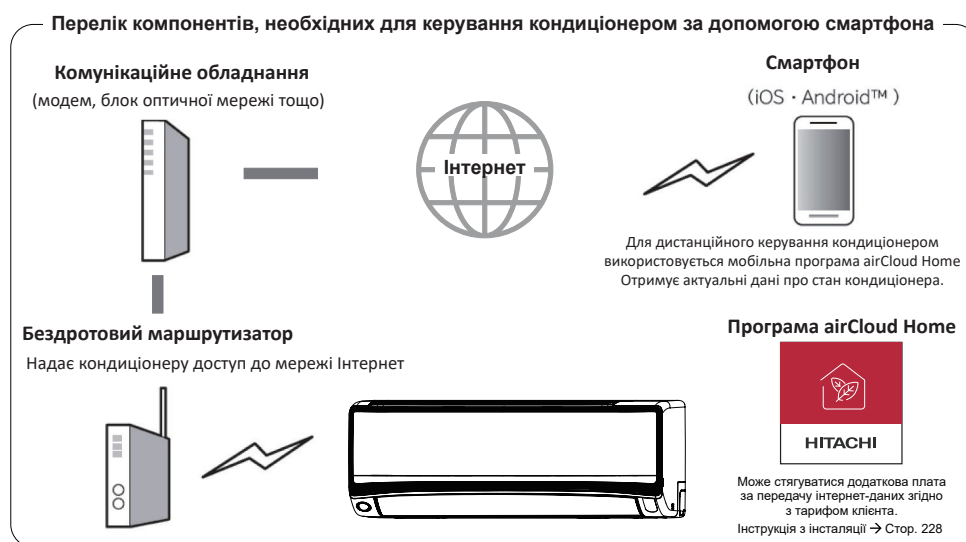 Перелік компонентів, необхідних для керування кондиціонером за допомогою смартфона
Комунікаційне обладнання
(модем, блок оптичної мережі тощо)
Інтернет
Смартфон
(iOS・Android™ )
Для дистанційного керування кондиціонером
використовується мобільна програма airCloud Home
Отримує актуальні дані про стан кондиціонера.
Бездротовий маршрутизатор
Надає кондиціонеру доступ до мережі Інтернет
Програма airCloud Home
HITACHI
Може стягуватися додаткова плата
за передачу інтернет-даних згідно
з тарифом клієнта.
Інструкція з інсталяції → Стор. 228